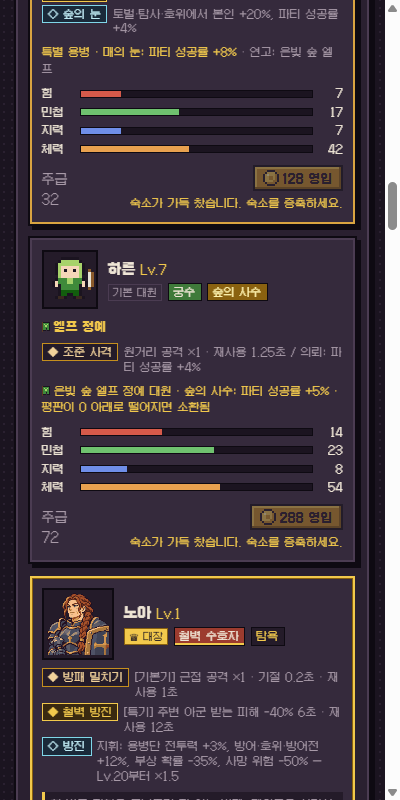 ◇ 숲의 눈 토벌·탐사·호위에서 본인 +20%, 파티 성공률
+4%
특별 용병 · 매의 눈: 파티 성공률 +8% · 연고: 은빛 숲 엘
프
힘 7
민첩 17
지력 7
체력 42
주급
32
128 영입
숙소가 가득 찼습니다. 숙소를 증축하세요.
하른 Lv.7
기본 대원 궁수 숲의 사수
엘프 정예
◆ 조준 사격 원거리 공격 ×1 · 재사용 1.25초 / 의뢰: 파
티 성공률 +4%
은빛 숲 엘프 정예 대원 · 숲의 사수: 파티 성공률 +5% ·
평판이 0 아래로 떨어지면 소환됨
힘 14
민첩 23
지력 8
체력 54
주급
72
288 영입
숙소가 가득 찼습니다. 숙소를 증축하세요.
노아 Lv.1
♛ 대장 철벽 수호자 탐욕
◆ 방패 밀치기 [기본기] 근접 공격 ×1 · 기절 0.2초 · 재
사용 1초
◆ 철벽 방진 [특기] 주변 아군 받는 피해 -40% 6초 · 재
사용 12초
◇ 방진 지휘: 용병단 전투력 +3%, 방어·호위·방어전
+12%, 부상 확률 -35%, 사망 위험 -50% —
Lv.20부터 ×1.5